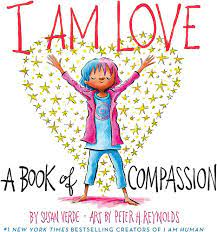 I AM LOVE
A BOOK of COMPASSION
BY SUSAN VERDE • ART BY PETER H. REYNOLDS
#1 NEW YORK TIMES BESTSELLING CREATORS OF I AM HUMAN